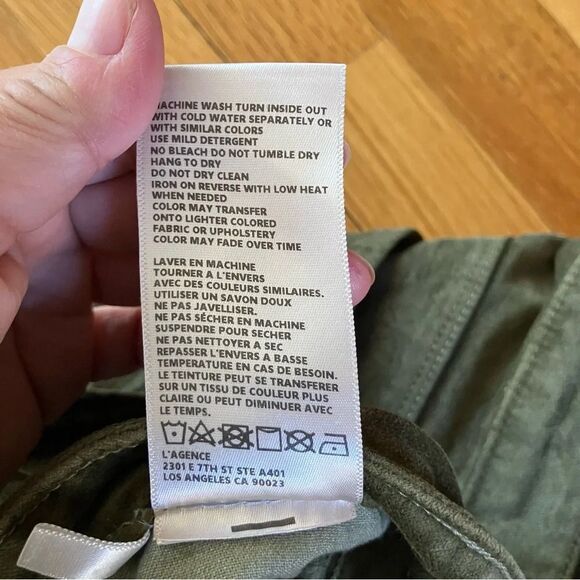 MACHINE WASH TURN INSIDE OUT
WITH COLD WATER SEPARATELY OR
WITH SIMILAR COLORS
USE MILD DETERGENT
NO BLEACH DO NOT TUMBLE DRY
HANG TO DRY
DO NOT DRY CLEAN
IRON ON REVERSE WITH LOW HEAT
WHEN NEEDED
COLOR MAY TRANSFER
ONTO LIGHTER COLORED
FABRIC OR UPHOLSTERY
COLOR MAY FADE OVER TIME
LAVER EN MACHINE
TOURNER A L'ENVERS
AVEC DES COULEURS SIMILAIRES.
UTILISER UN SAVON DOUX
NE PAS JAVELLISER.
NE PAS SÉCHER EN MACHINE
SUSPENDRE POUR SECHER
NE PAS NETTOYER A SEC
REPASSER L'ENVERS A BASSE
TEMPERATURE EN CAS DE BESOIN.
LE TEINTURE PEUT SE TRANSFERER
SUR UN TISSU DE COULEUR PLUS
CLAIRE OU PEUT DIMINUER AVEC
LE TEMPS.
L'AGENCE
2301 E 7TH ST STE A401
LOS ANGELES CA 90023